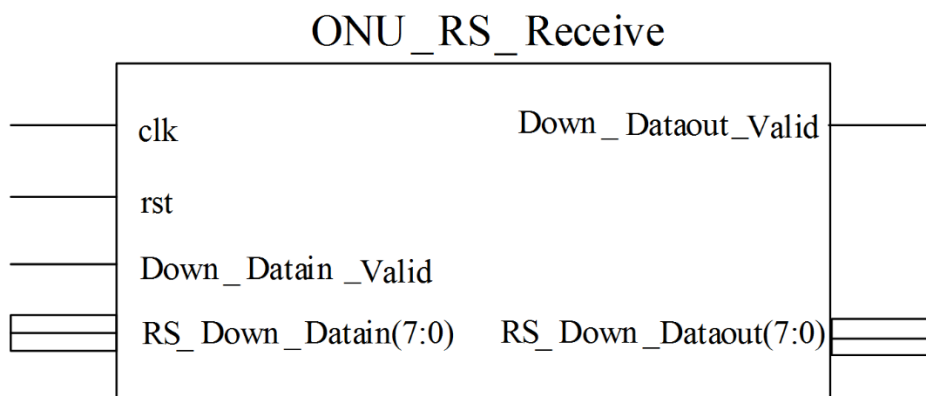 ONU_RS_Receive
clk
Down_Dataout_Valid
rst
Down_Datain_Valid
RS_Down_Datain(7:0)
RS_Down_Dataout(7:0)